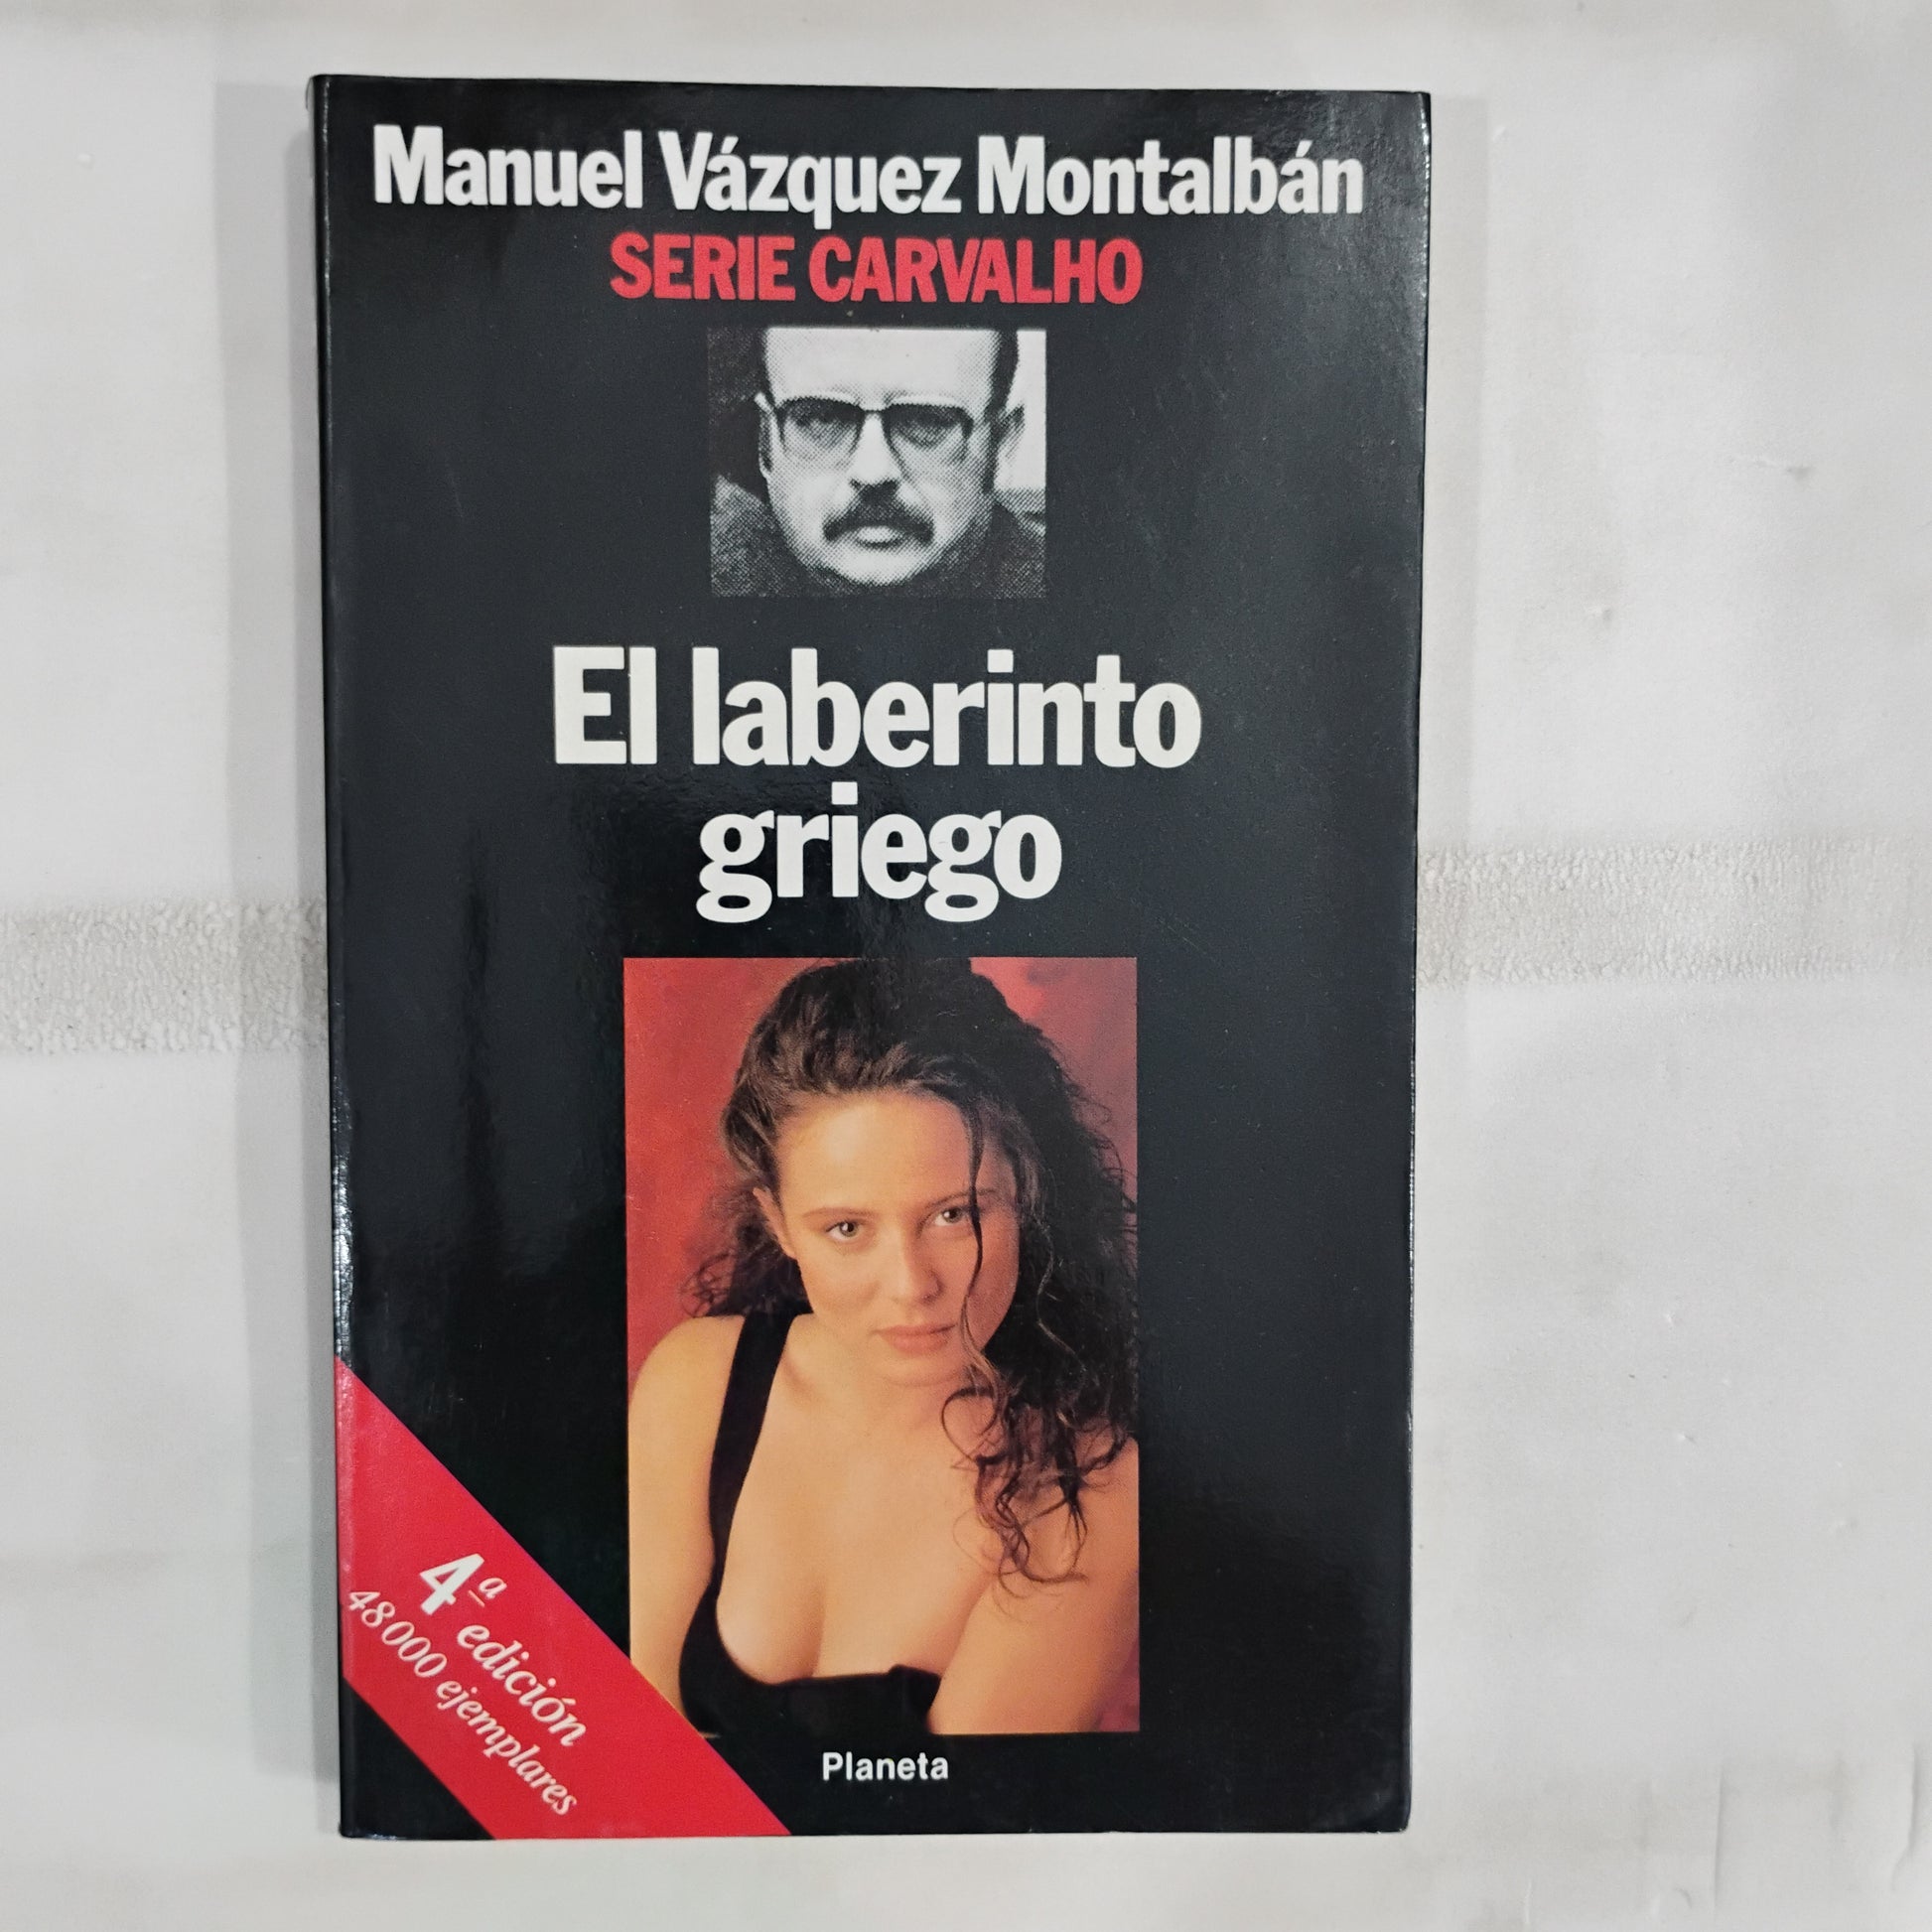 Manuel Vázquez Montalbán
SERIE CARVALHO
El laberinto
griego
4ª edición
48000 ejemplares
Planeta